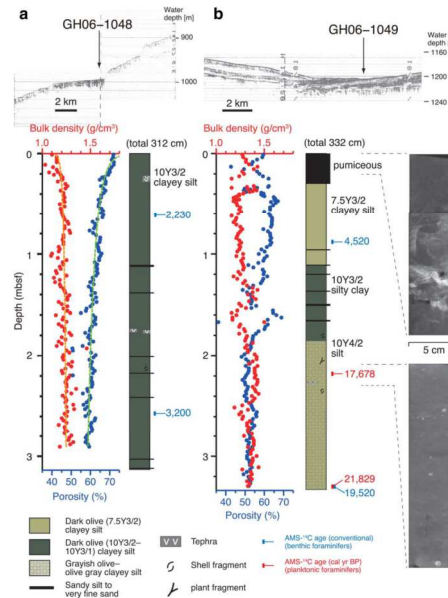 a
GH06–1048
Water
depth [m]
900
1000
2 km
b
GH06–1049
Water
depth [m]
1160
1200
1240
2 km
Bulk density (g/cm³)
1.0 1.5
(total 312 cm)
0
1
2
3
Depth (mbsf)
10Y3/2
clayey silt
2,230
3,200
40 50 60 70
Porosity (%)
Bulk density (g/cm³)
1.0 1.5
(total 332 cm)
0
1
2
3
pumiceous
7.5Y3/2
clayey silt
4,520
10Y3/2
silty clay
10Y4/2
silt
17,678
21,829
19,520
40 50 60 70
Porosity (%)
5 cm
Dark olive (7.5Y3/2)
clayey silt
Dark olive (10Y3/2–
10Y3/1) clayey silt
Grayish olive–
olive gray clayey silt
Sandy silt to
very fine sand
Tephra
Shell fragment
plant fragment
AMS-¹⁴C age (conventional)
(benthic foraminifers)
AMS-¹⁴C age (cal yr BP)
(planktonic foraminifers)